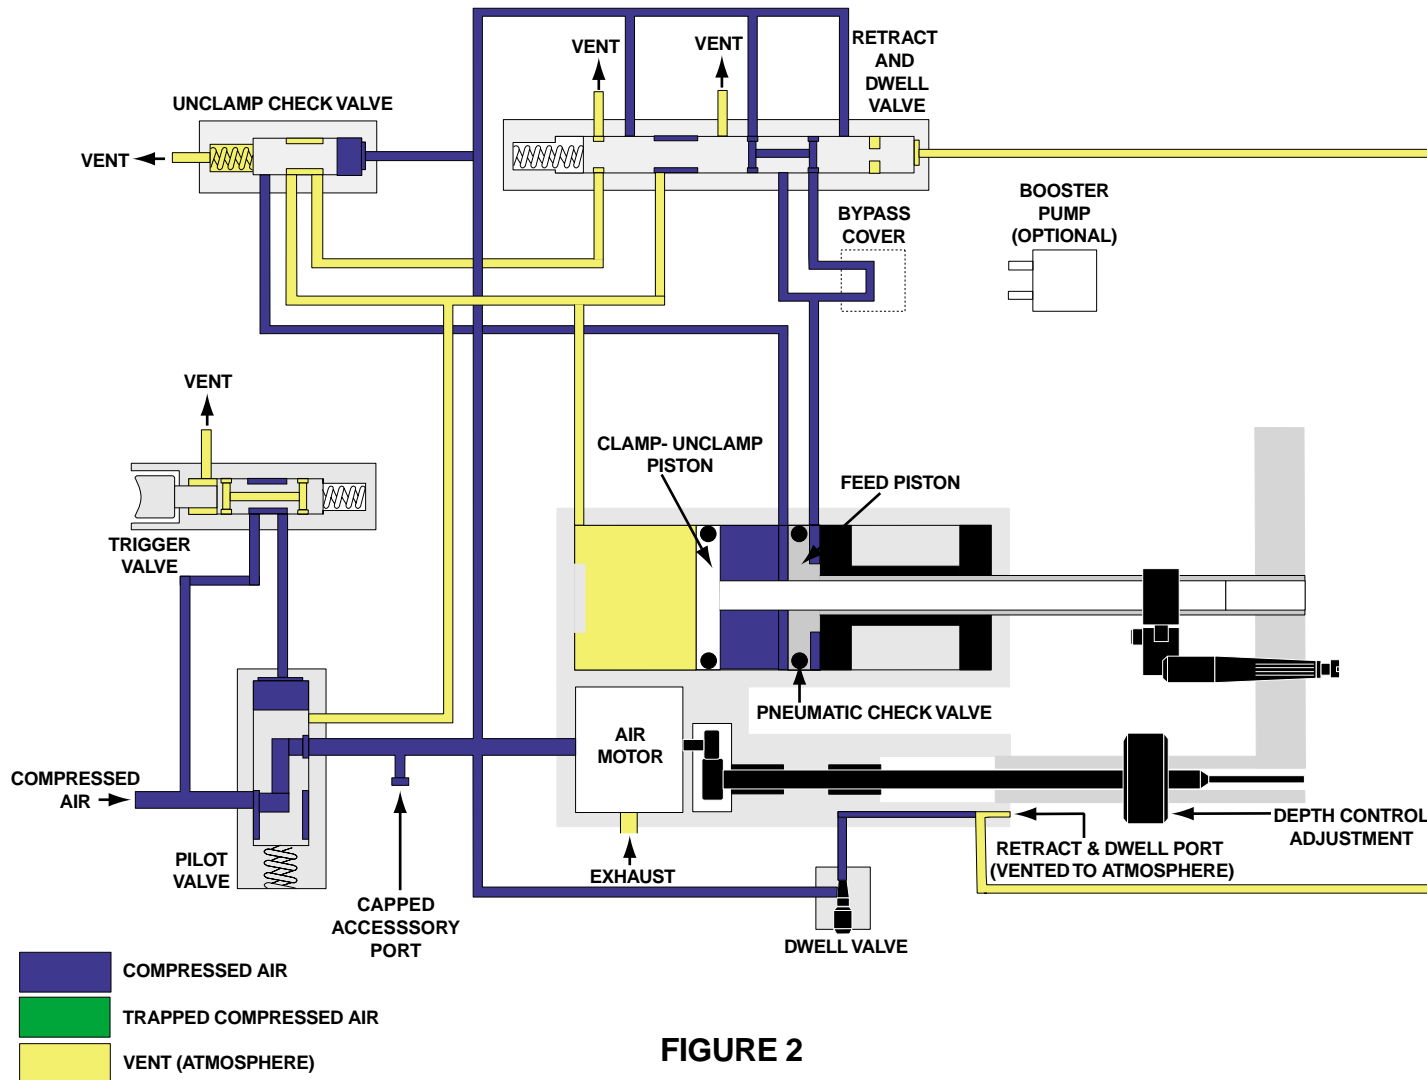 VENT
VENT
RETRACT
AND
DWELL
VALVE
UNCLAMP CHECK VALVE
VENT
BYPASS
COVER
BOOSTER
PUMP
(OPTIONAL)
VENT
CLAMP- UNCLAMP
PISTON
FEED PISTON
TRIGGER
VALVE
PNEUMATIC CHECK VALVE
AIR
MOTOR
COMPRESSED
AIR
PILOT
VALVE
EXHAUST
CAPPED
ACCESSSORY
PORT
RETRACT & DWELL PORT
(VENTED TO ATMOSPHERE)
DEPTH CONTROL
ADJUSTMENT
DWELL VALVE
COMPRESSED AIR
TRAPPED COMPRESSED AIR
VENT (ATMOSPHERE)
FIGURE 2